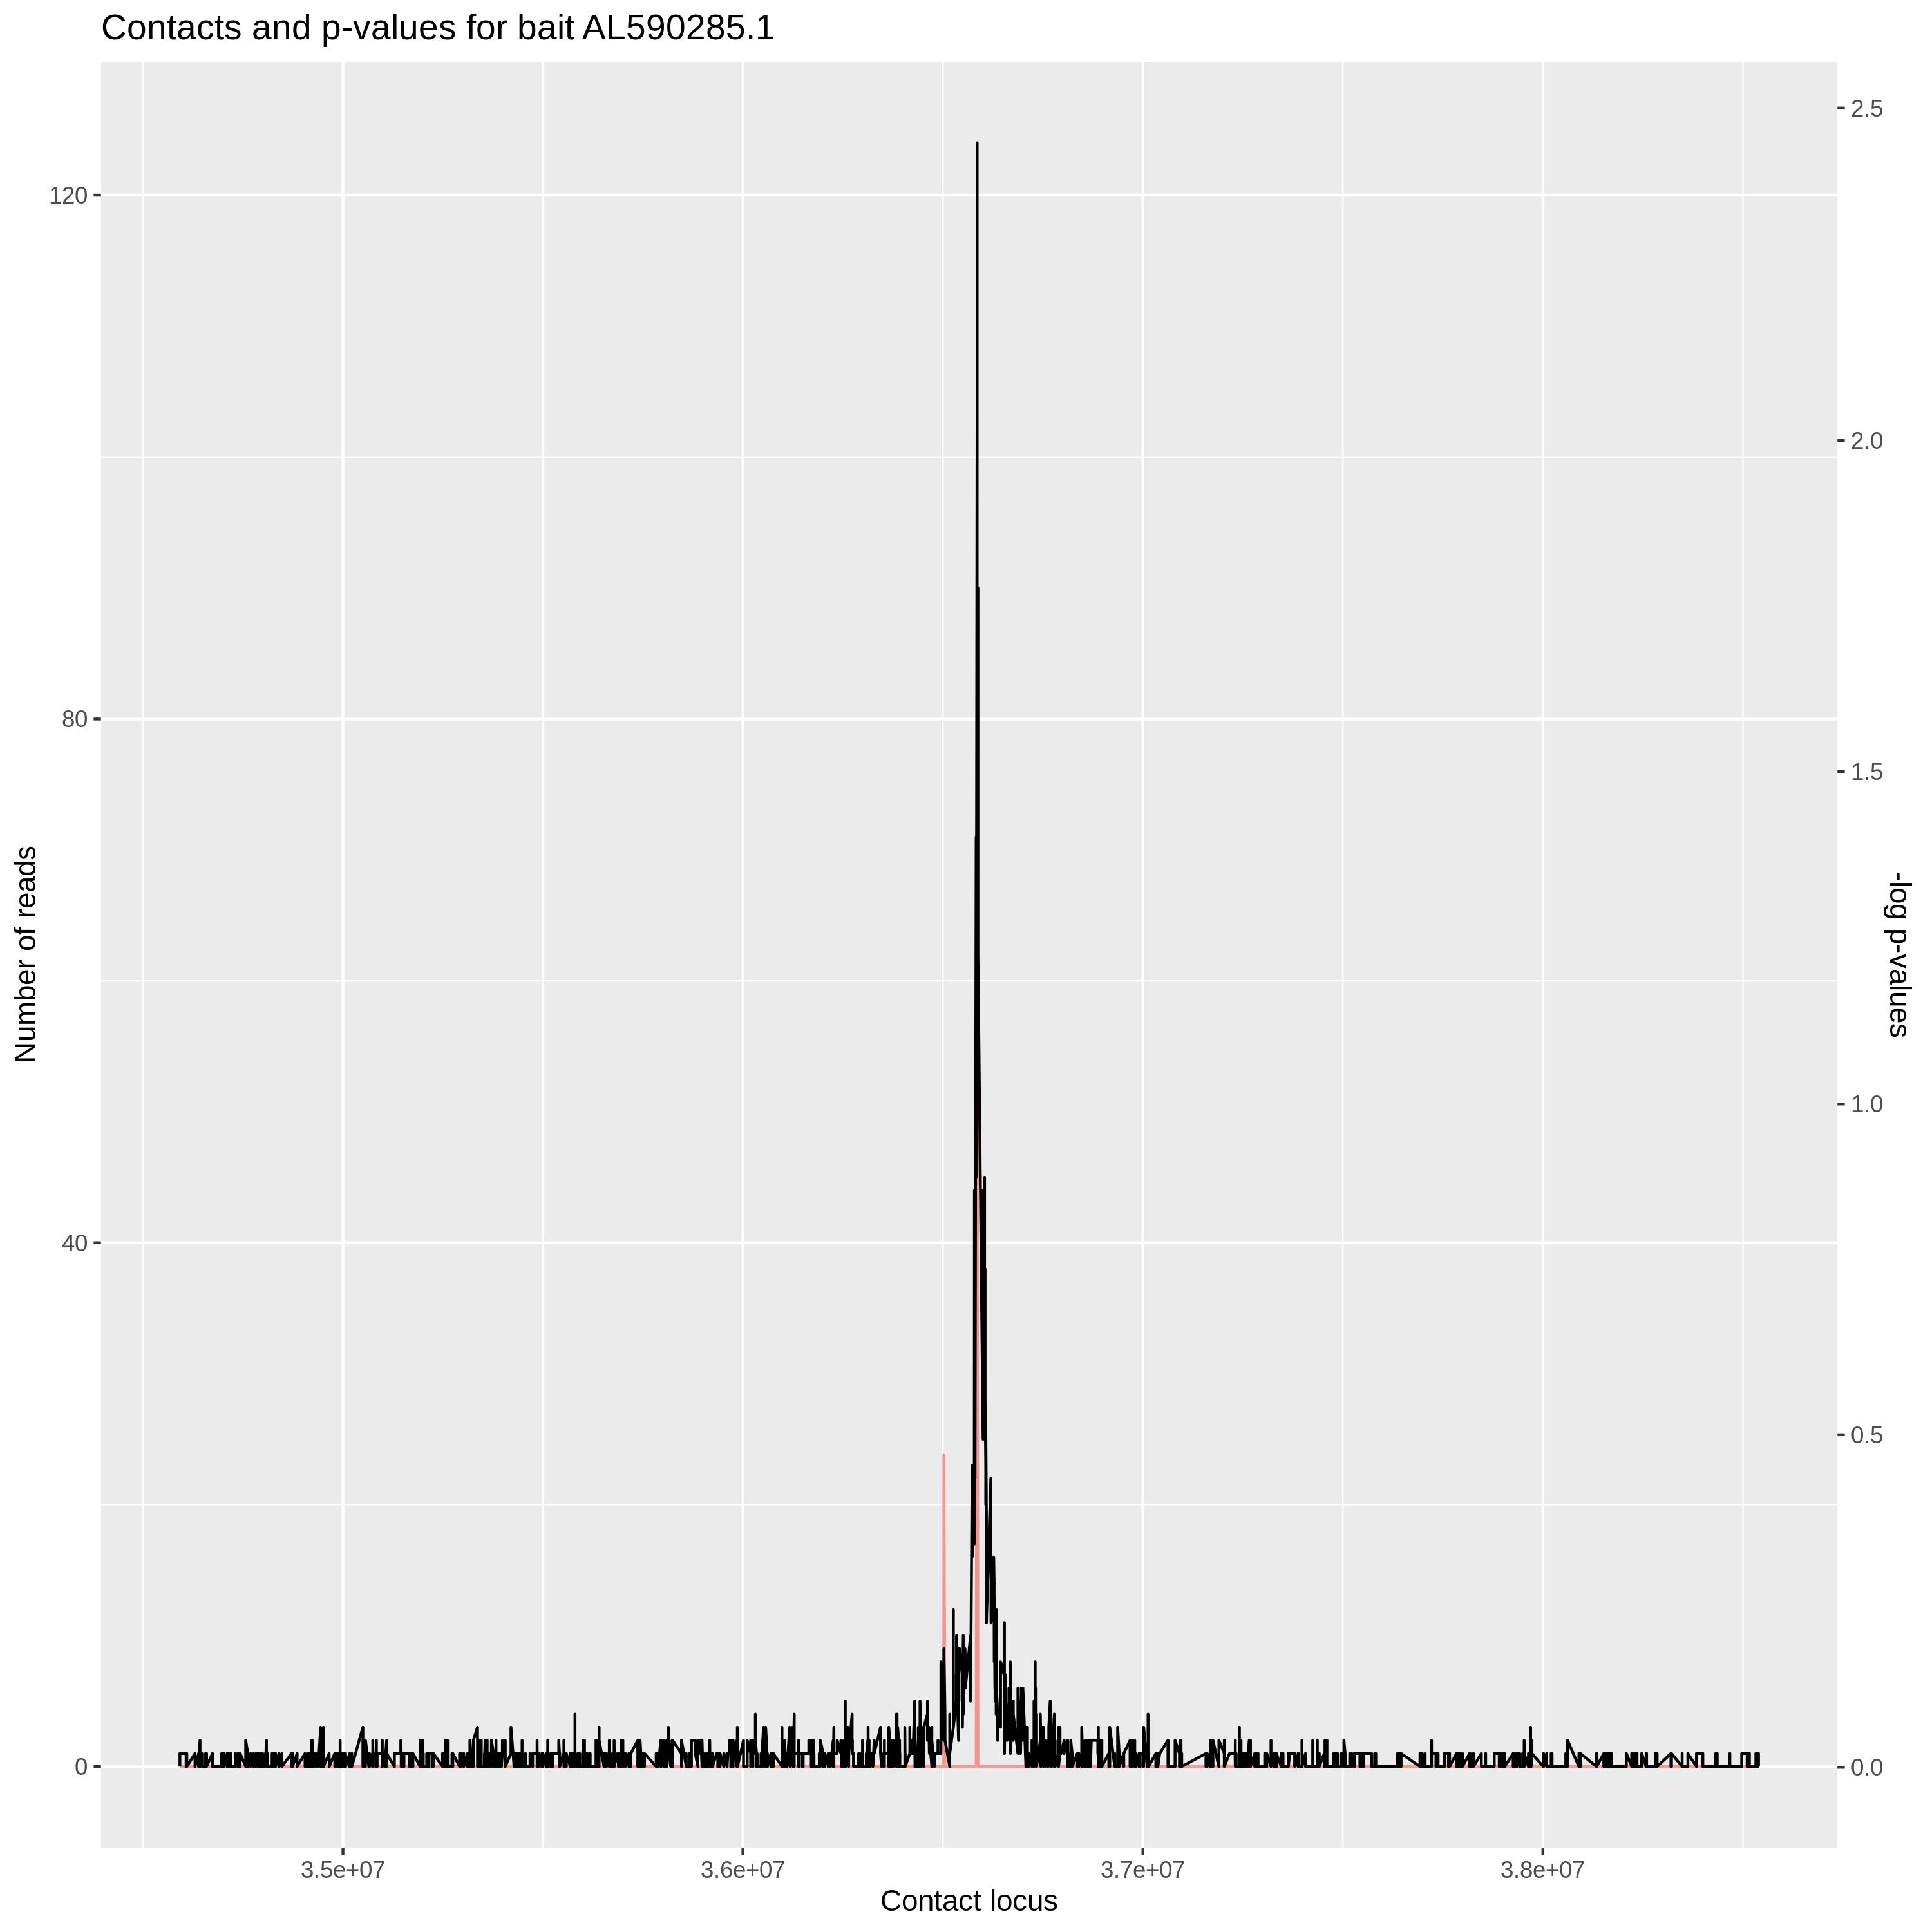 Contacts and p-values for bait AL590285.1
120
80
40
0
Number of reads
2.5
2.0
1.5
1.0
0.5
0.0
-log p-values
3.5e+07
3.6e+07
3.7e+07
3.8e+07
Contact locus